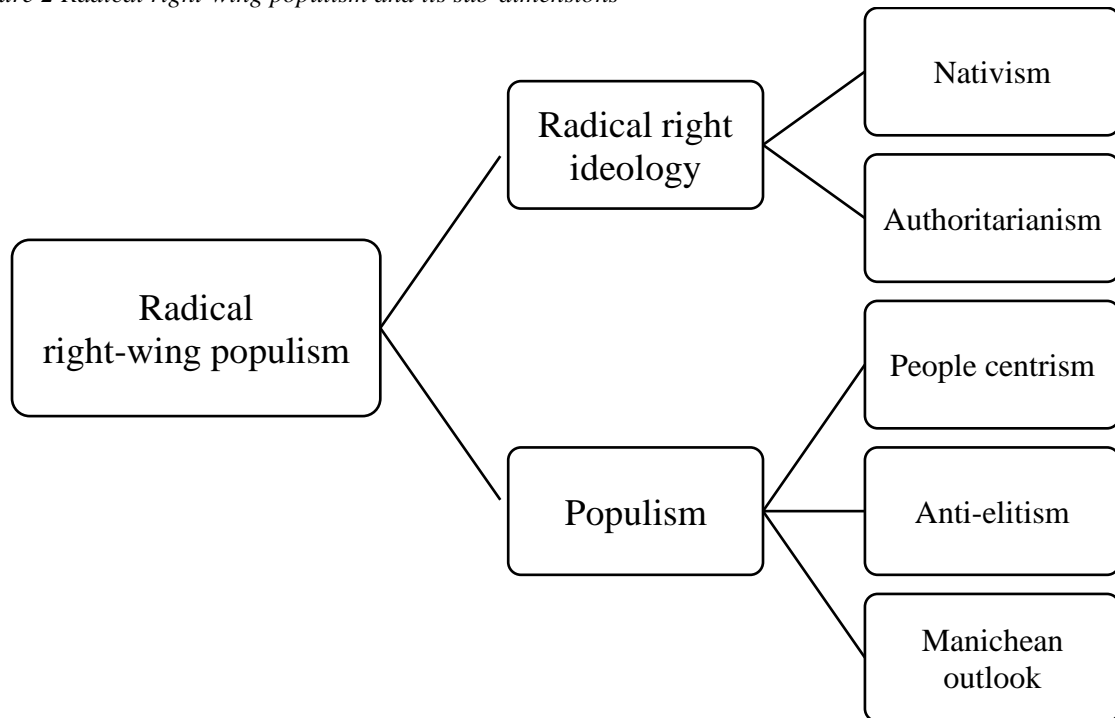 2 Radical right-wing populism and its sub-dimensions
Nativism
Radical right
ideology
Authoritarianism
Radical
right-wing populism
People centrism
Populism
Anti-elitism
Manichean
outlook